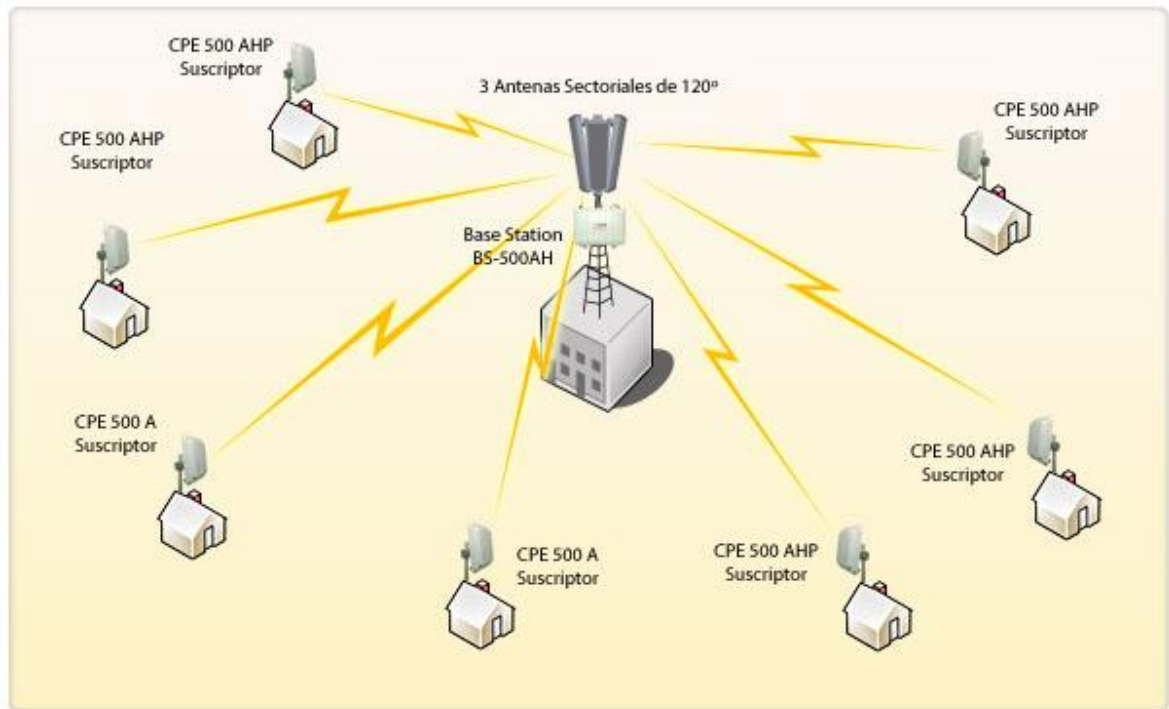 CPE 500 AHP
Suscriptor
3 Antenas Sectoriales de 120º
CPE 500 AHP
Suscriptor
CPE 500 AHP
Suscriptor
Base Station
BS-500AH
CPE 500 A
Suscriptor
CPE 500 AHP
Suscriptor
CPE 500 A
Suscriptor
CPE 500 AHP
Suscriptor